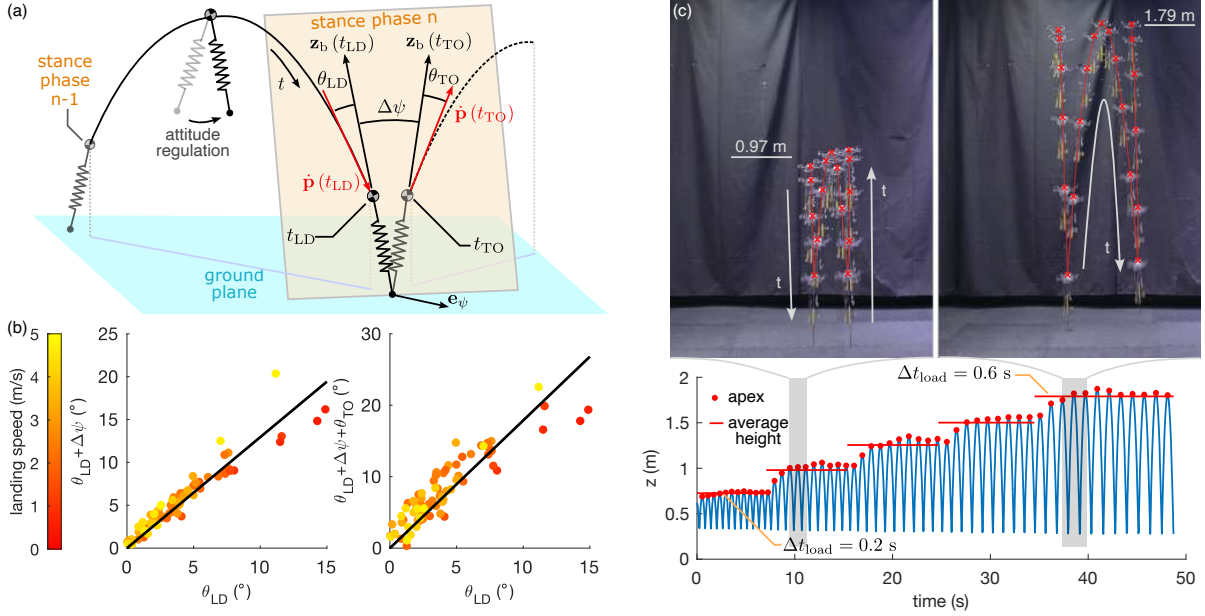 (a)
stance phase n
z_b (t_LD)
z_b (t_TO)
θ_LD
θ_TO
t
Δψ
ṗ (t_TO)
stance
phase
n-1
attitude
regulation
ṗ (t_LD)
t_LD
t_TO
ground
plane
e_ψ
(b)
landing speed (m/s)
5
4
3
2
1
0
θ_LD+Δψ (°)
25
20
15
10
5
0
0
5
10
15
θ_LD (°)
θ_LD+Δψ+θ_TO (°)
30
20
10
0
0
5
10
15
θ_LD (°)
(c)
0.97 m
t
t
1.79 m
t
Δt_load = 0.6 s
apex
average
height
Δt_load = 0.2 s
z (m)
2
1.5
1
0.5
0
0
10
20
30
40
50
time (s)